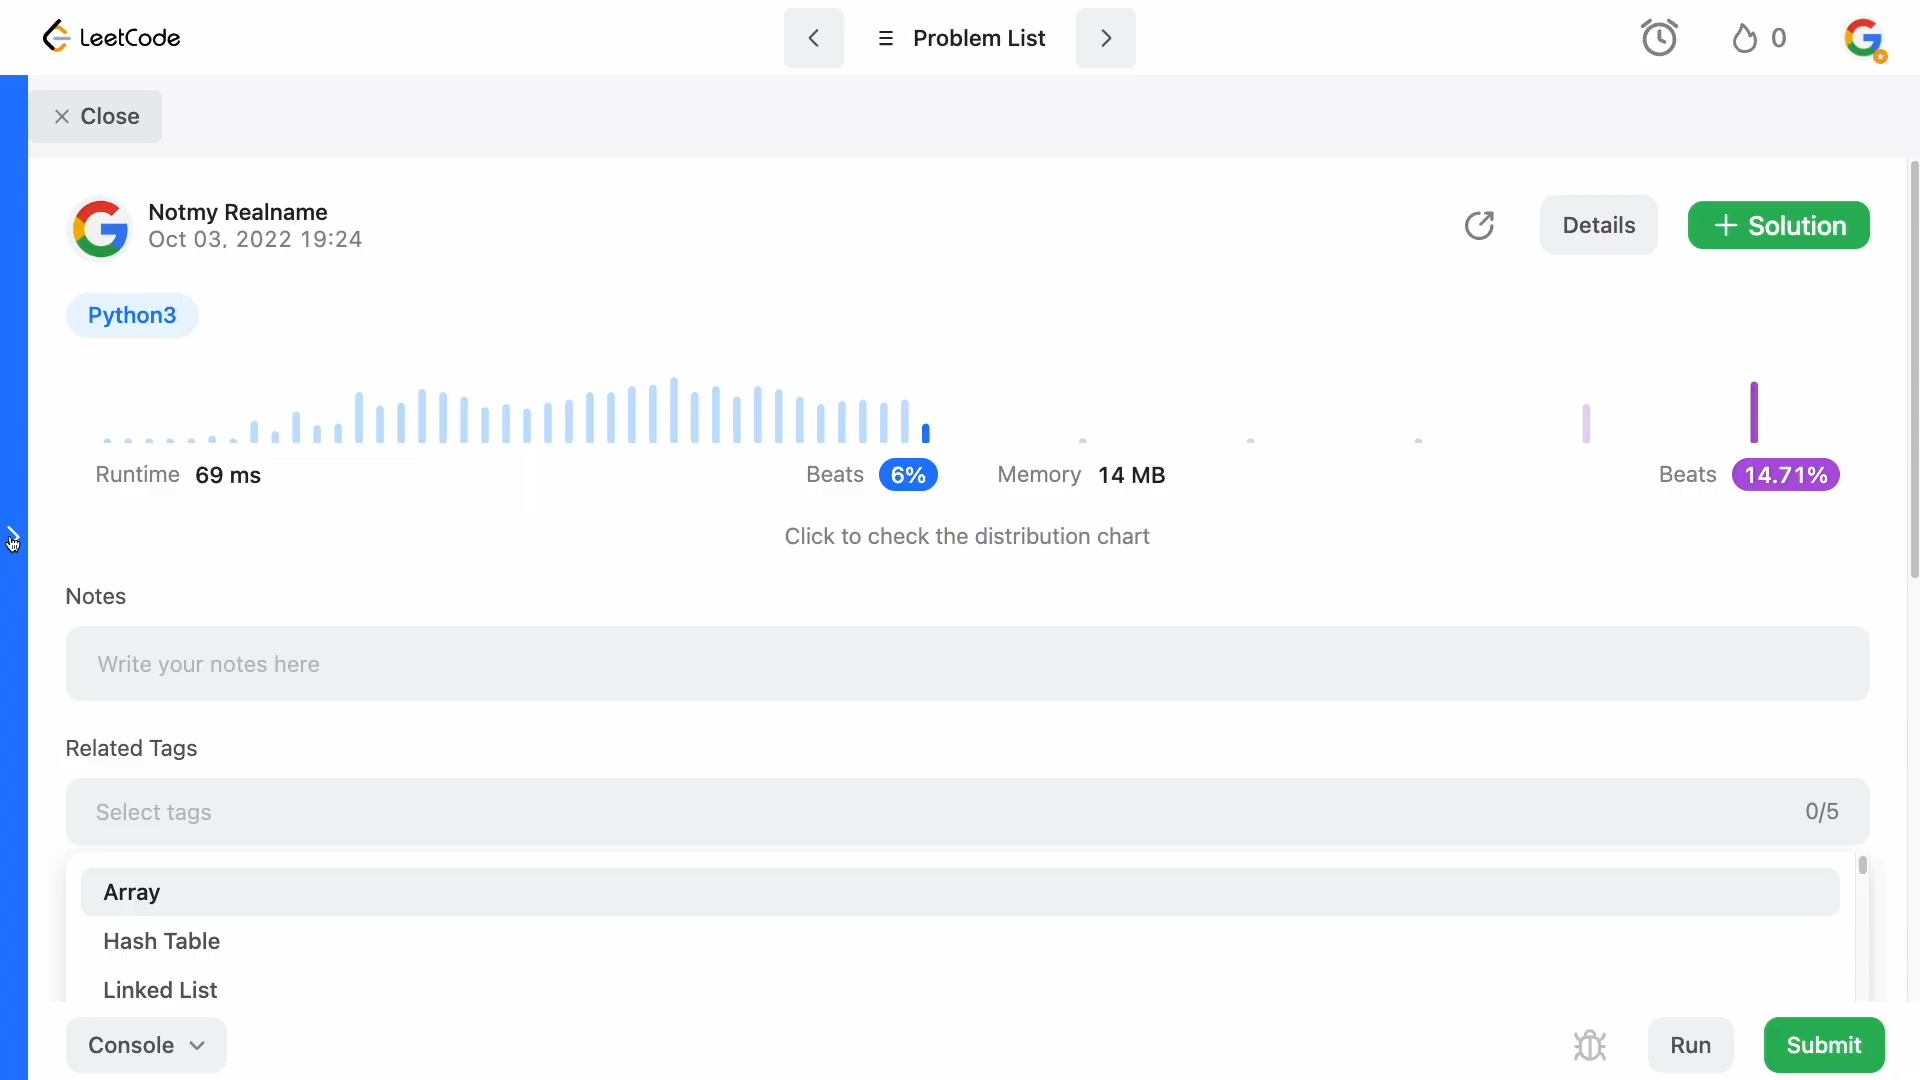 LeetCode
Problem List
0
Close
Notmy Realname
Oct 03, 2022 19:24
Details
+ Solution
Python3
Runtime 69 ms
Beats 6%
Memory 14 MB
Beats 14.71%
Click to check the distribution chart
Notes
Write your notes here
Related Tags
Select tags
0/5
Array
Hash Table
Linked List
Console
Run
Submit